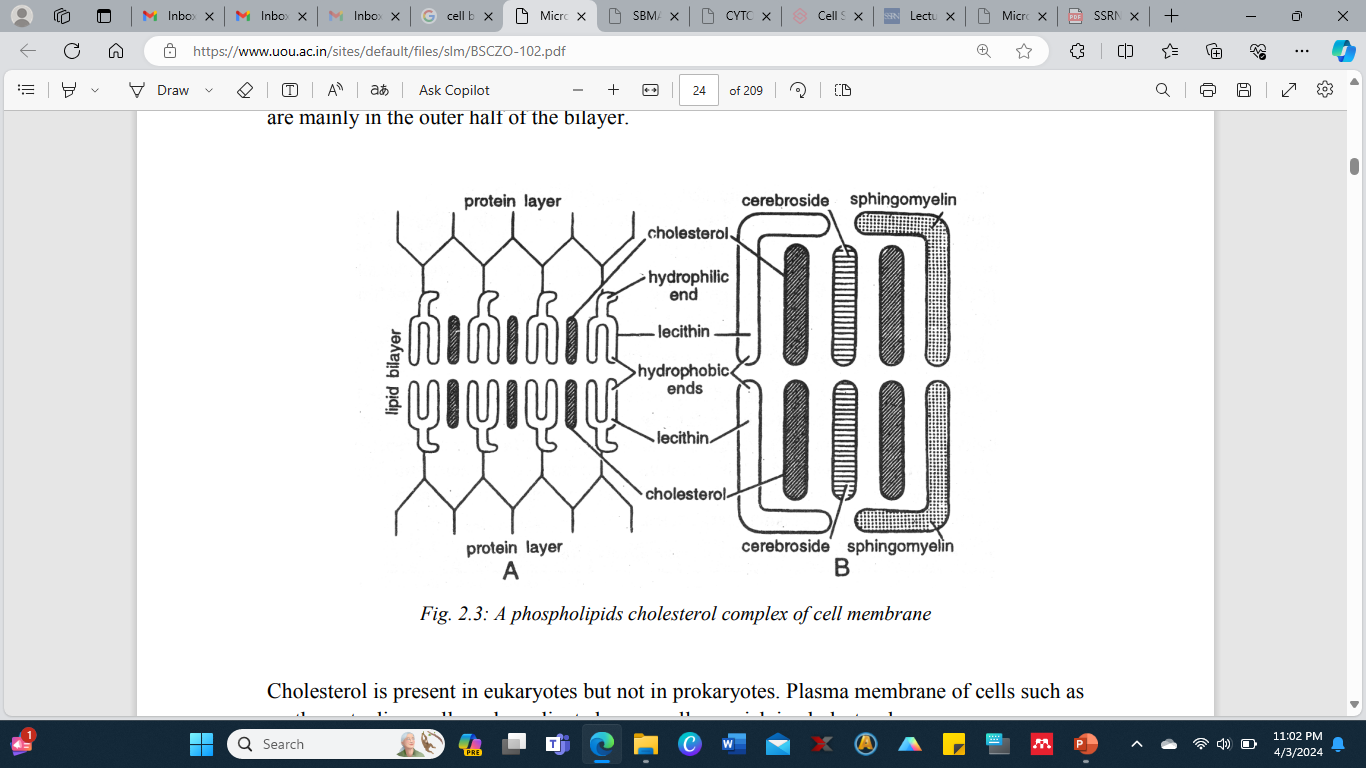 Inbox
Inbox
Inbox
cell b
Micro
SBMA
CYTC
Cell S
Lectu
Micro
SSRN
https://www.uou.ac.in/sites/default/files/slm/BSCZO-102.pdf
Draw
Ask Copilot
24
of 209
are mainly in the outer half of the bilayer.
protein layer
cerebroside
sphingomyelin
cholesterol
hydrophilic
end
lecithin
lipid bilayer
hydrophobic
ends
lecithin
cholesterol
protein layer
cerebroside
sphingomyelin
A
B
Fig. 2.3: A phospholipids cholesterol complex of cell membrane
Cholesterol is present in eukaryotes but not in prokaryotes. Plasma membrane of cells such as
1
Search
PRE
11:02 PM
4/3/2024